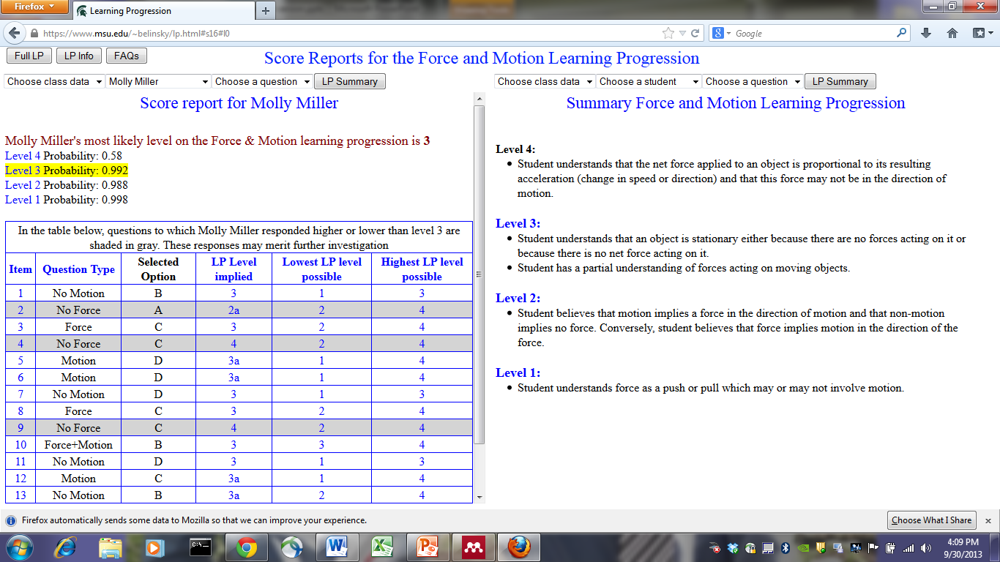 Firefox
Learning Progression
https://www.msu.edu/~belinsky/lp.html#s16#l0
Google
Full LP LP Info FAQs
Score Reports for the Force and Motion Learning Progression
Choose class data Molly Miller Choose a question LP Summary
Choose class data Choose a student Choose a question LP Summary
Score report for Molly Miller
Molly Miller's most likely level on the Force & Motion learning progression is 3
Level 4 Probability: 0.58
Level 3 Probability: 0.992
Level 2 Probability: 0.988
Level 1 Probability: 0.998
In the table below, questions to which Molly Miller responded higher or lower than level 3 are
shaded in gray. These responses may merit further investigation
Item Question Type Selected Option LP Level implied Lowest LP level possible Highest LP level possible
1 No Motion B 3 1 3
2 No Force A 2a 2 4
3 Force C 3 2 4
4 No Force C 4 2 4
5 Motion D 3a 1 4
6 Motion D 3a 1 4
7 No Motion D 3 1 3
8 Force C 3 2 4
9 No Force C 4 2 4
10 Force+Motion B 3 3 4
11 No Motion D 3 1 3
12 Motion C 3a 1 4
13 No Motion B 3a 2 4
Summary Force and Motion Learning Progression
Level 4:
• Student understands that the net force applied to an object is proportional to its resulting
acceleration (change in speed or direction) and that this force may not be in the direction of
motion.
Level 3:
• Student understands that an object is stationary either because there are no forces acting on it or
because there is no net force acting on it.
• Student has a partial understanding of forces acting on moving objects.
Level 2:
• Student believes that motion implies a force in the direction of motion and that non-motion
implies no force. Conversely, student believes that force implies motion in the direction of the
force.
Level 1:
• Student understands force as a push or pull which may or may not involve motion.
Firefox automatically sends some data to Mozilla so that we can improve your experience.
Choose What I Share
4:09 PM
9/30/2013